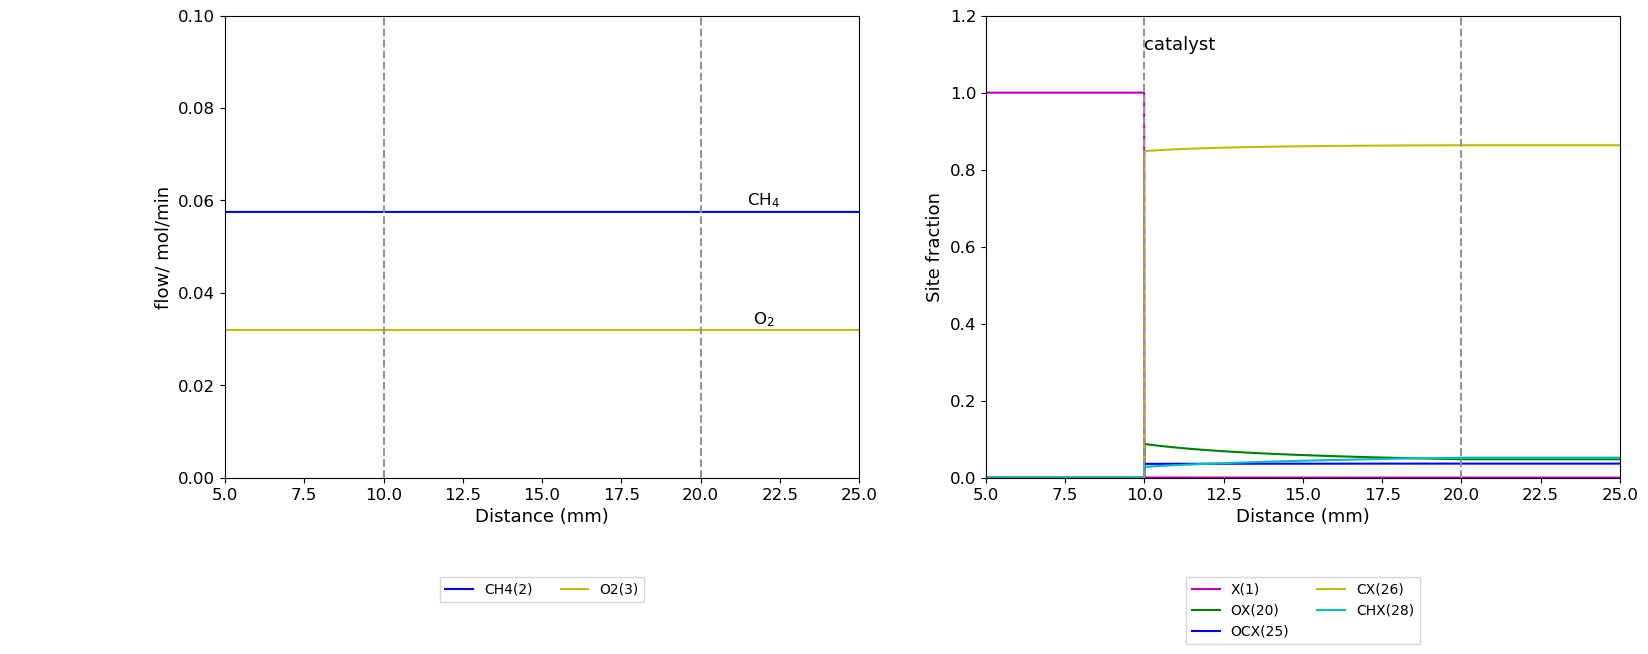 0.10
0.08
0.06
0.04
0.02
0.00
flow/ mol/min
CH4
O2
5.0 7.5 10.0 12.5 15.0 17.5 20.0 22.5 25.0
Distance (mm)
CH4(2) O2(3)
1.2
1.0
0.8
0.6
0.4
0.2
0.0
Site fraction
catalyst
5.0 7.5 10.0 12.5 15.0 17.5 20.0 22.5 25.0
Distance (mm)
X(1) CX(26)
OX(20) CHX(28)
OCX(25)